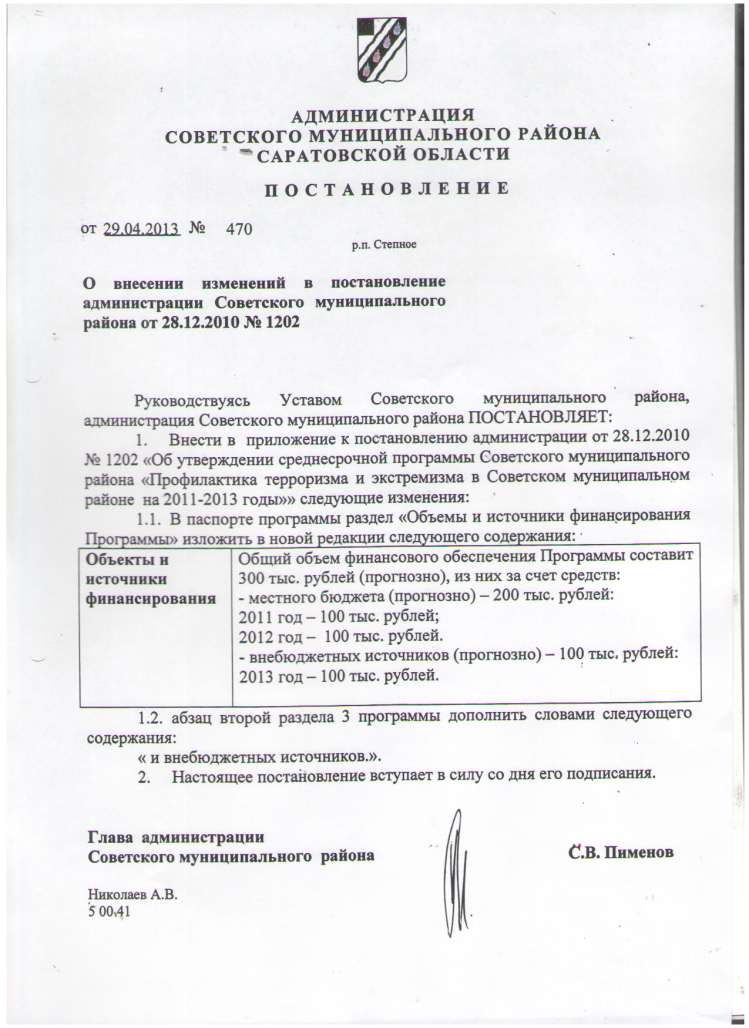 АДМИНИСТРАЦИЯ
СОВЕТСКОГО МУНИЦИПАЛЬНОГО РАЙОНА
САРАТОВСКОЙ ОБЛАСТИ
ПОСТАНОВЛЕНИЕ
от 29.04.2013 № 470
р.п. Степное
О внесении изменений в постановление
администрации Советского муниципального
района от 28.12.2010 № 1202
Руководствуясь Уставом Советского муниципального района,
администрация Советского муниципального района ПОСТАНОВЛЯЕТ:
1. Внести в приложение к постановлению администрации от 28.12.2010
№ 1202 «Об утверждении среднесрочной программы Советского муниципального
района «Профилактика терроризма и экстремизма в Советском муниципальном
районе на 2011-2013 годы»» следующие изменения:
1.1. В паспорте программы раздел «Объемы и источники финансирования
Программы» изложить в новой редакции следующего содержания:
Объекты и
источники
финансирования
Общий объем финансового обеспечения Программы составит
300 тыс. рублей (прогнозно), из них за счет средств:
- местного бюджета (прогнозно) – 200 тыс. рублей:
2011 год – 100 тыс. рублей;
2012 год – 100 тыс. рублей.
- внебюджетных источников (прогнозно) – 100 тыс. рублей:
2013 год – 100 тыс. рублей.
1.2. абзац второй раздела 3 программы дополнить словами следующего
содержания:
« и внебюджетных источников.».
2. Настоящее постановление вступает в силу со дня его подписания.
Глава администрации
Советского муниципального района С.В. Пименов
Николаев А.В.
5 00 41